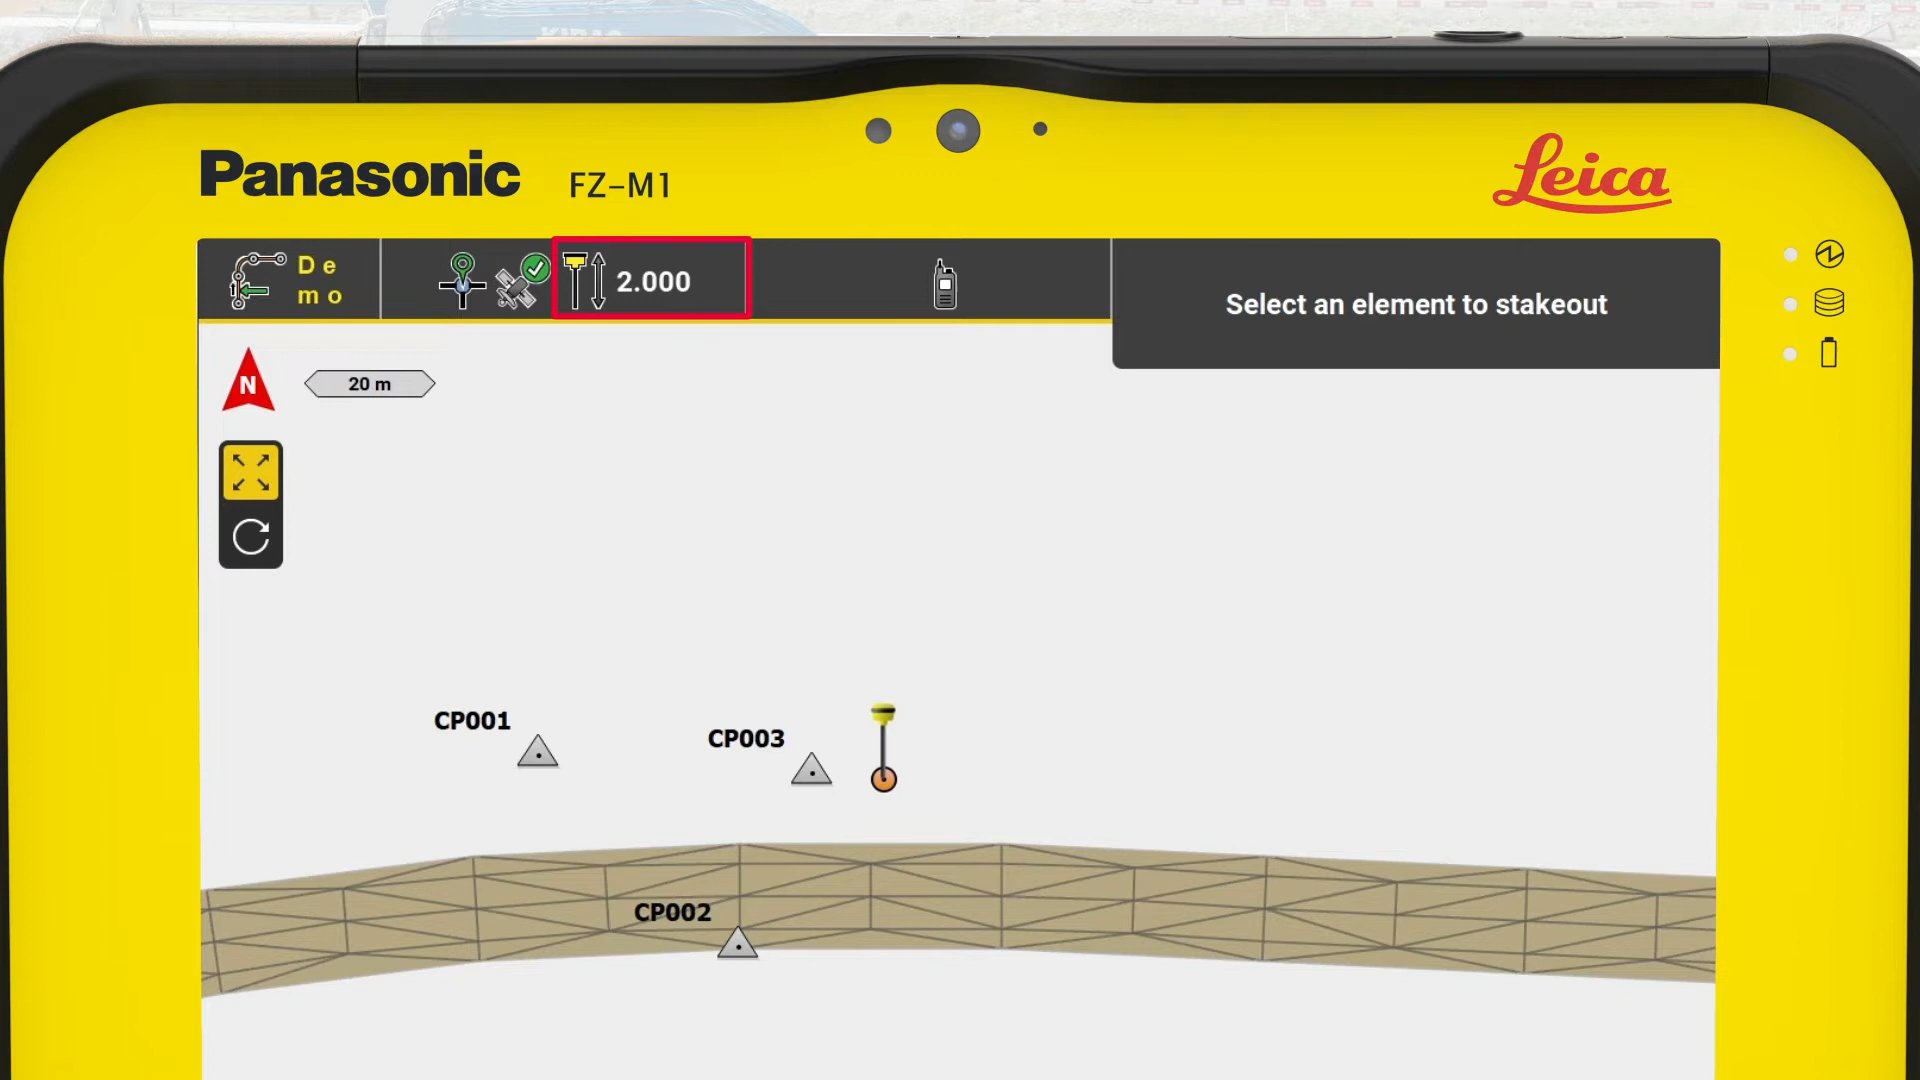 Panasonic
FZ-M1
Leica
De
mo
2.000
Select an element to stakeout
N
20 m
CP001
CP003
CP002